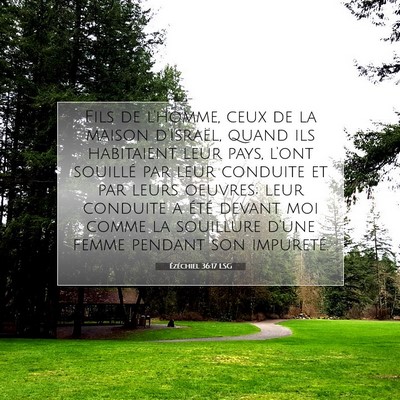 FILS DE L'HOMME, CEUX DE LA
MAISON D'ISRAËL, QUAND ILS
HABITAIENT LEUR PAYS, L'ONT
SOUILLÉ PAR LEUR CONDUITE ET
PAR LEURS OEUVRES; LEUR
CONDUITE A ÉTÉ DEVANT MOI
COMME LA SOUILLURE D'UNE
FEMME PENDANT SON IMPURETÉ.
ÉZÉCHIEL 36:17 LSG